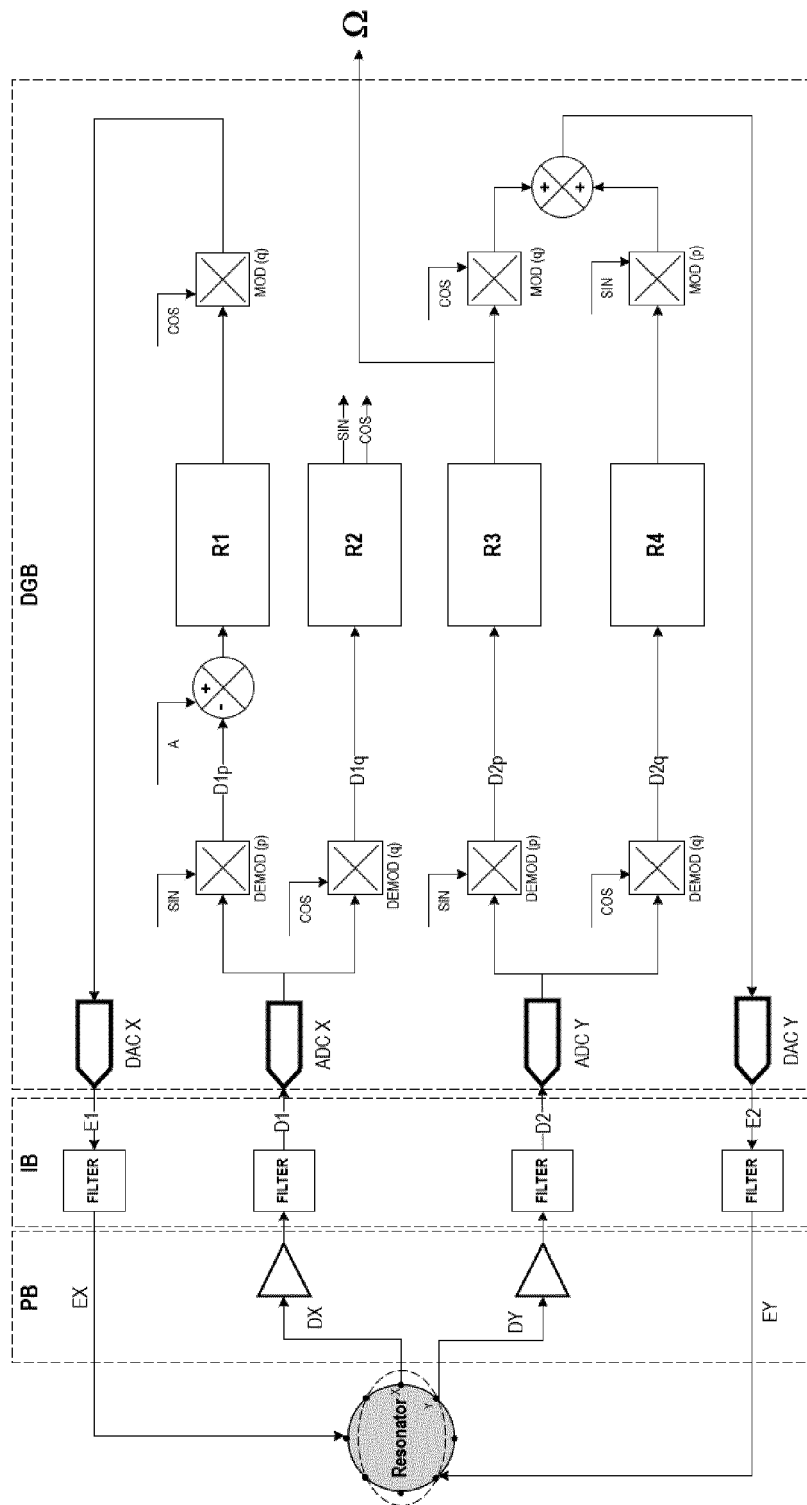 PB
IB
DGB
Resonator
X
Y
EX
DX
DY
EY
FILTER
FILTER
FILTER
FILTER
E1
D1
D2
E2
DAC X
ADC X
ADC Y
DAC Y
SIN
DEMOD (p)
COS
DEMOD (q)
SIN
DEMOD (p)
COS
DEMOD (q)
D1p
D1q
D2p
D2q
A
+
-
R1
R2
R3
R4
SIN
COS
COS
MOD (q)
COS
MOD (q)
SIN
MOD (p)
+
+
Ω